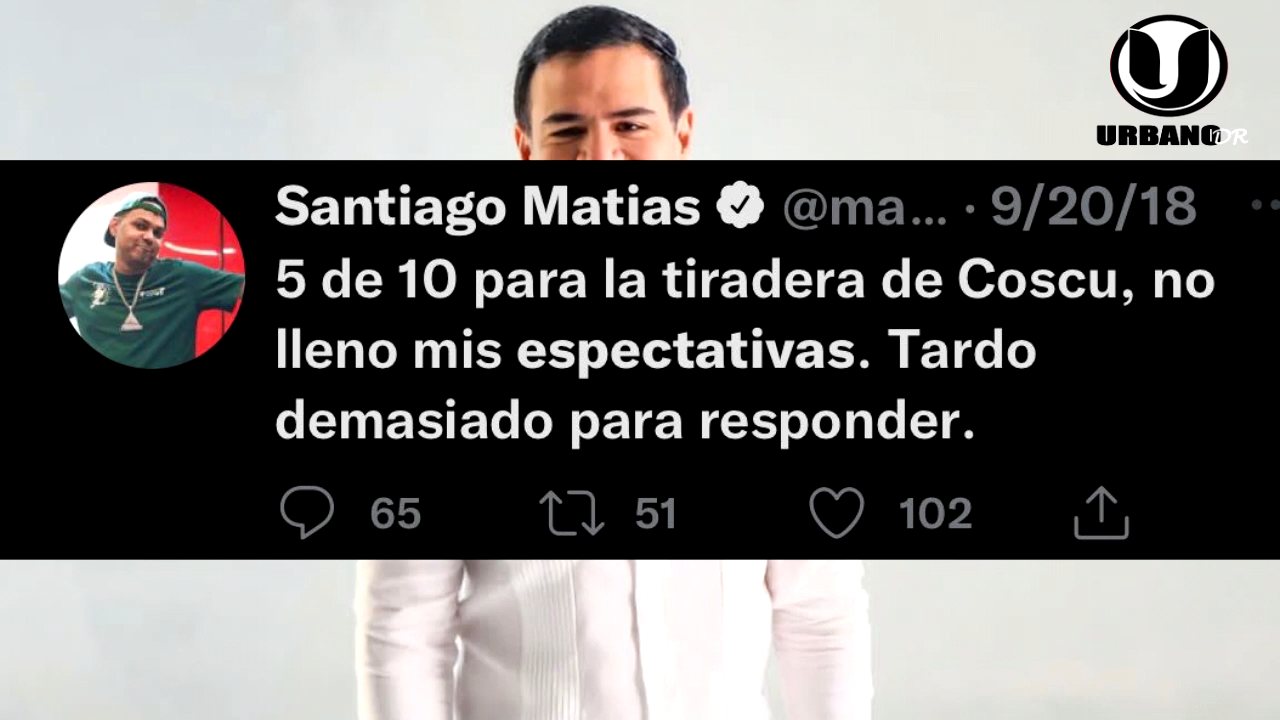 URBANO DR
Santiago Matias @ma... · 9/20/18
5 de 10 para la tiradera de Coscu, no
lleno mis espectativas. Tardo
demasiado para responder.
65 51 102